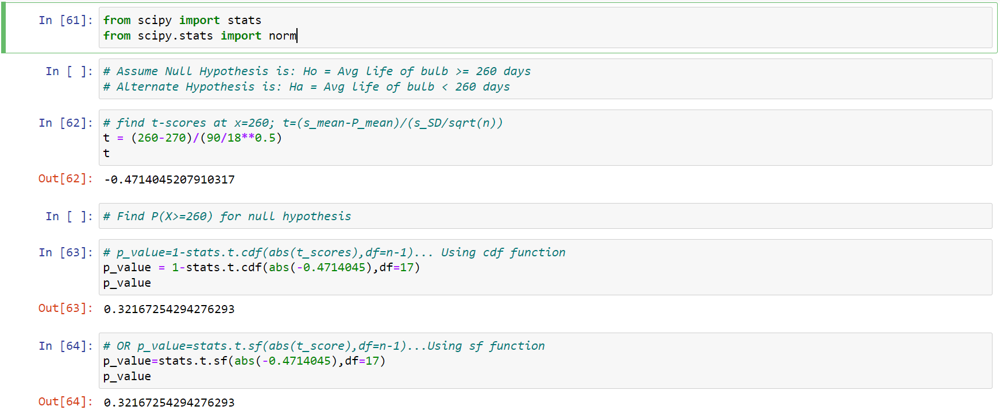 In [61]: from scipy import stats
from scipy.stats import norm
In [ ]: # Assume Null Hypothesis is: Ho = Avg life of bulb >= 260 days
# Alternate Hypothesis is: Ha = Avg life of bulb < 260 days
In [62]: # find t-scores at x=260; t=(s_mean-P_mean)/(s_SD/sqrt(n))
t = (260-270)/(90/18**0.5)
t
Out[62]: -0.4714045207910317
In [ ]: # Find P(X>=260) for null hypothesis
In [63]: # p_value=1-stats.t.cdf(abs(t_scores),df=n-1)... Using cdf function
p_value = 1-stats.t.cdf(abs(-0.4714045),df=17)
p_value
Out[63]: 0.32167254294276293
In [64]: # OR p_value=stats.t.sf(abs(t_score),df=n-1)...Using sf function
p_value=stats.t.sf(abs(-0.4714045),df=17)
p_value
Out[64]: 0.32167254294276293